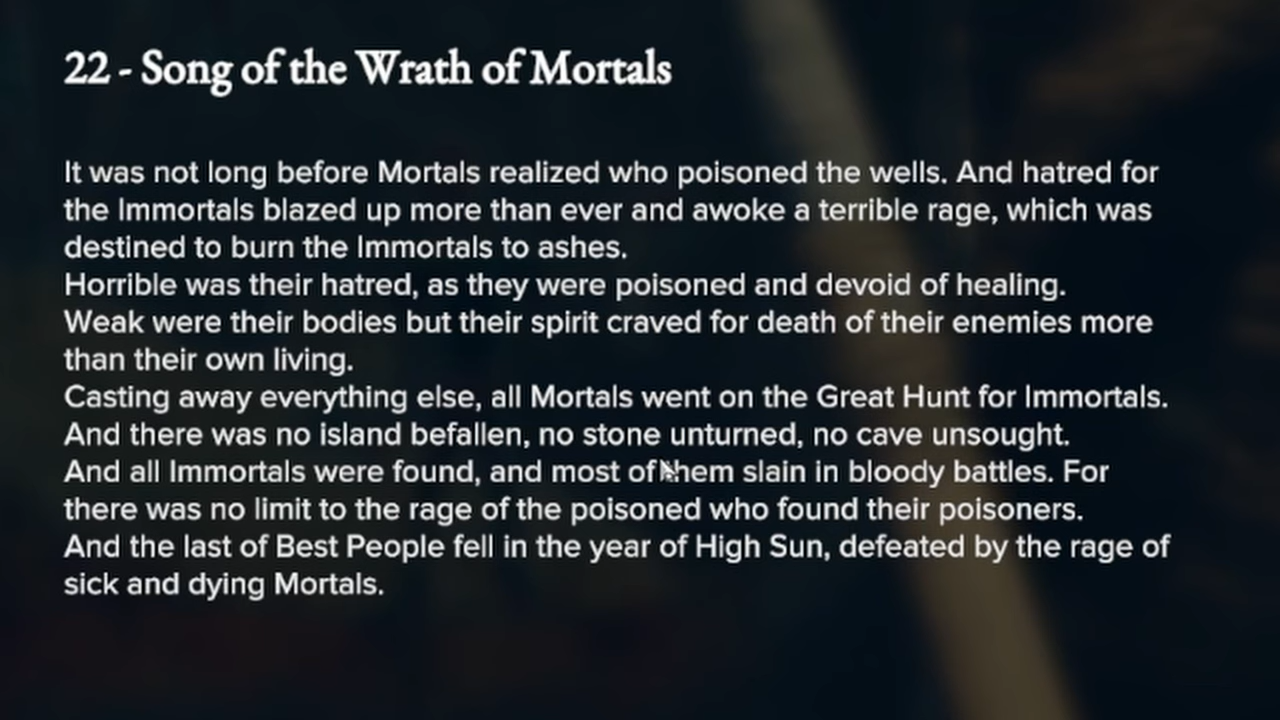 22 - Song of the Wrath of Mortals
It was not long before Mortals realized who poisoned the wells. And hatred for
the Immortals blazed up more than ever and awoke a terrible rage, which was
destined to burn the Immortals to ashes.
Horrible was their hatred, as they were poisoned and devoid of healing.
Weak were their bodies but their spirit craved for death of their enemies more
than their own living.
Casting away everything else, all Mortals went on the Great Hunt for Immortals.
And there was no island befallen, no stone unturned, no cave unsought.
And all Immortals were found, and most of them slain in bloody battles. For
there was no limit to the rage of the poisoned who found their poisoners.
And the last of Best People fell in the year of High Sun, defeated by the rage of
sick and dying Mortals.